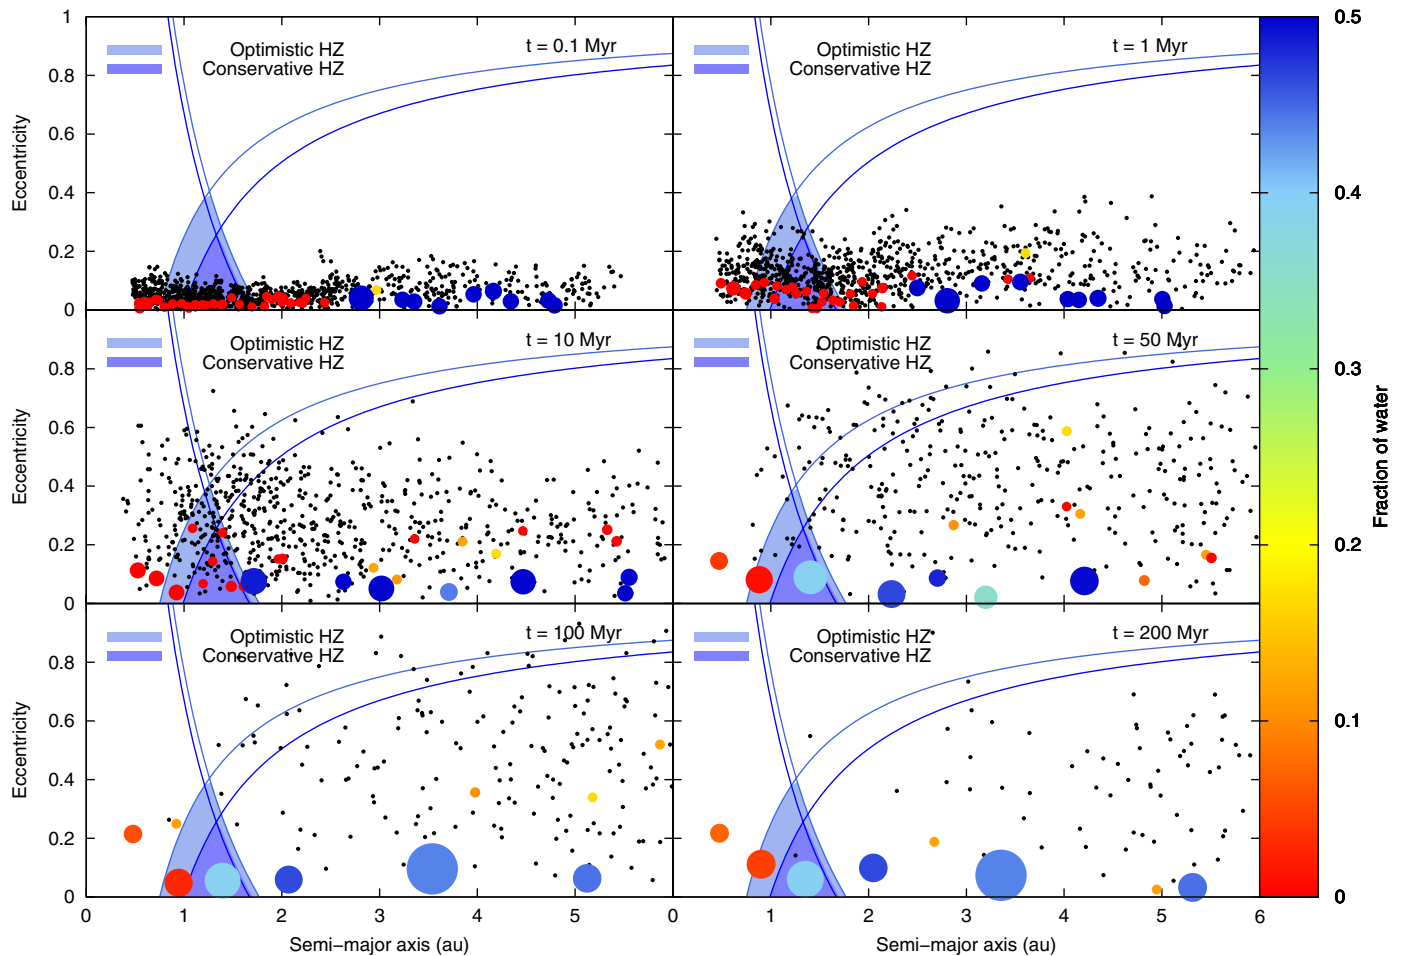 1
0.8
0.6
0.4
0.2
0
Eccentricity
Optimistic HZ
Conservative HZ
t = 0.1 Myr
Optimistic HZ
Conservative HZ
t = 1 Myr
0.8
0.6
0.4
0.2
0
Eccentricity
Optimistic HZ
Conservative HZ
t = 10 Myr
Optimistic HZ
Conservative HZ
t = 50 Myr
0.8
0.6
0.4
0.2
0
Eccentricity
Optimistic HZ
Conservative HZ
t = 100 Myr
Optimistic HZ
Conservative HZ
t = 200 Myr
0 1 2 3 4 5 0 1 2 3 4 5 6
Semi-major axis (au) Semi-major axis (au)
0.5
0.4
0.3
0.2
0.1
0
Fraction of water